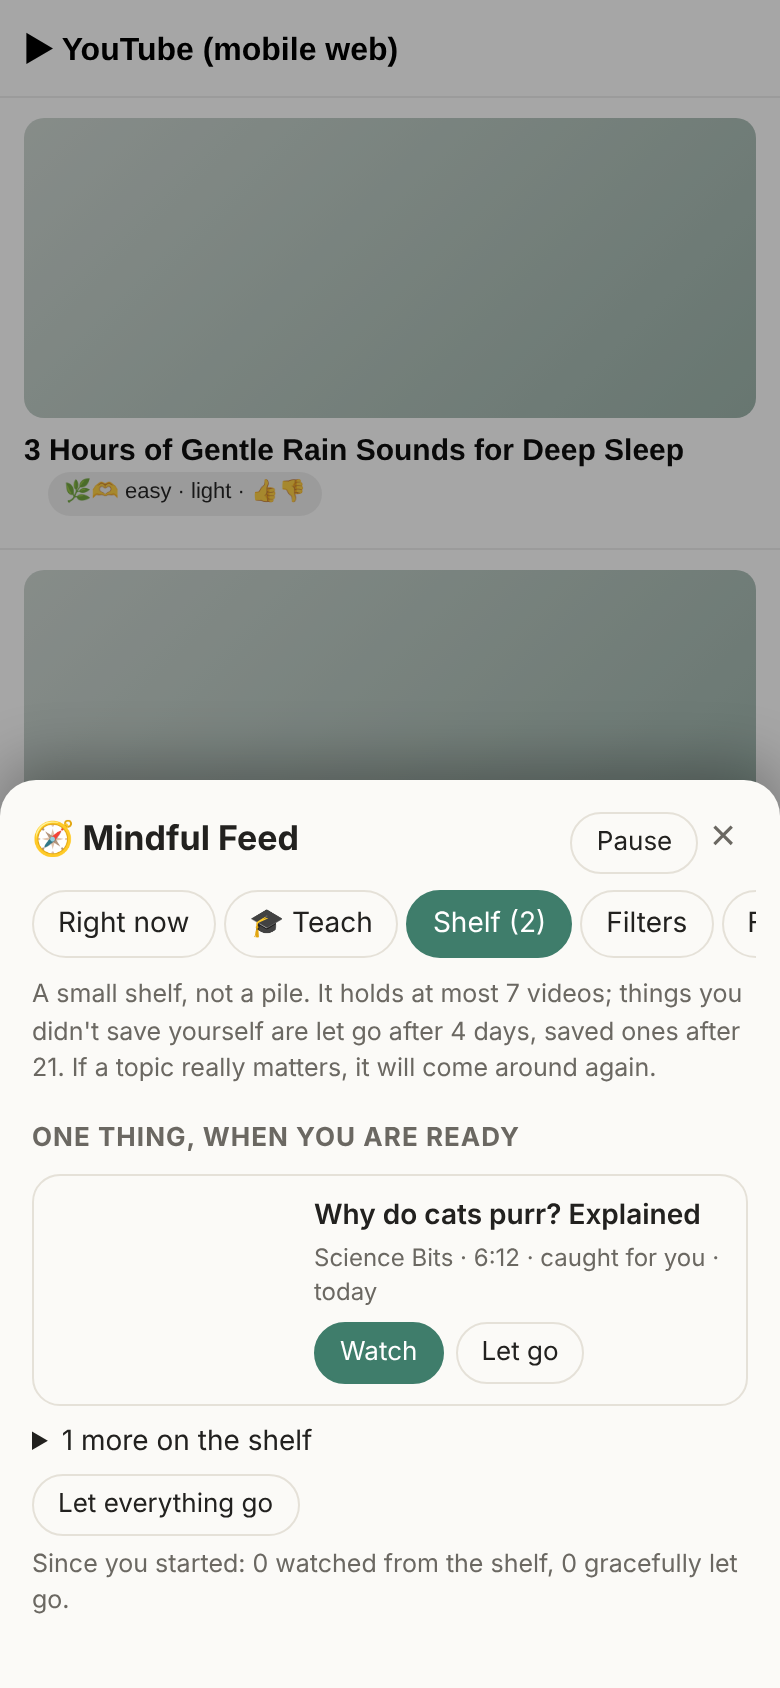 ▶ YouTube (mobile web)
3 Hours of Gentle Rain Sounds for Deep Sleep
🌿🫶 easy · light · 👍👎
🧭 Mindful Feed
Pause ✕
Right now 🎓 Teach Shelf (2) Filters
A small shelf, not a pile. It holds at most 7 videos; things you
didn't save yourself are let go after 4 days, saved ones after
21. If a topic really matters, it will come around again.
ONE THING, WHEN YOU ARE READY
Why do cats purr? Explained
Science Bits · 6:12 · caught for you ·
today
Watch Let go
▶ 1 more on the shelf
Let everything go
Since you started: 0 watched from the shelf, 0 gracefully let
go.